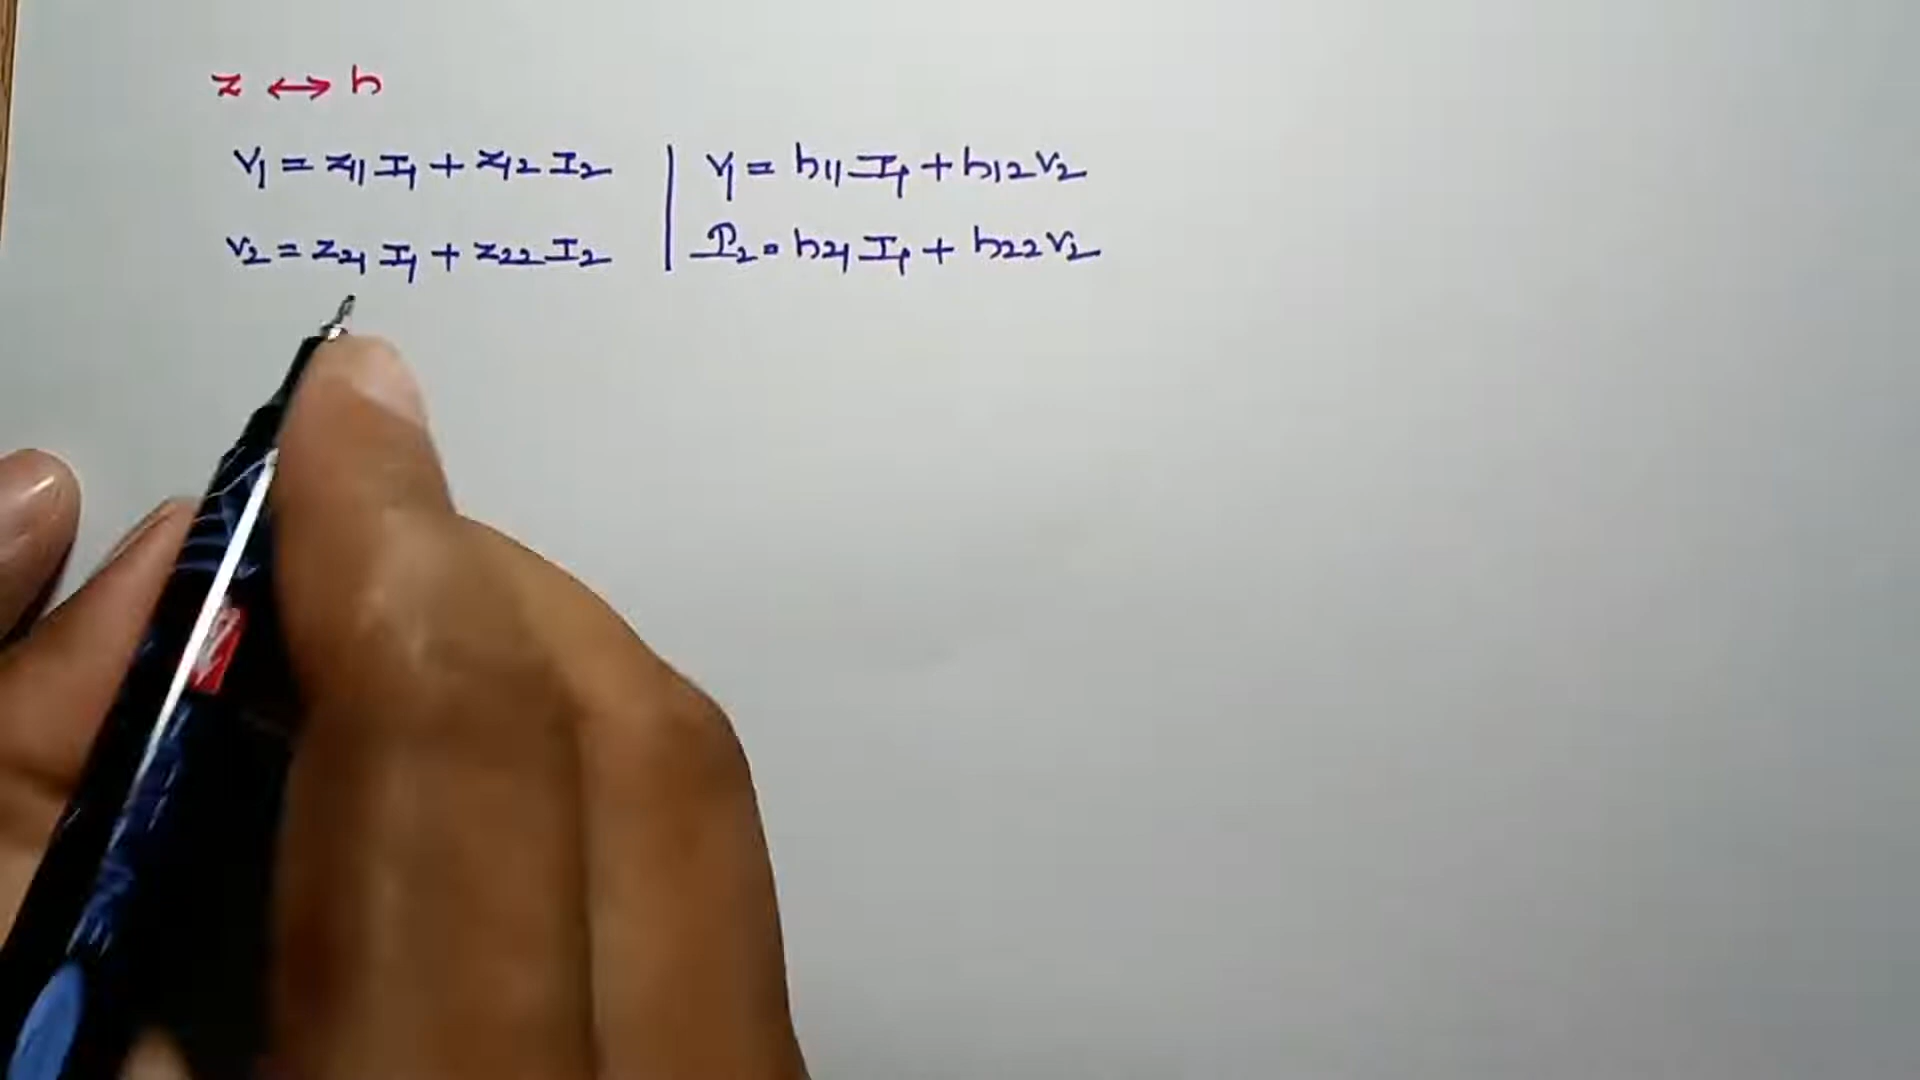 z ↔ h
V1 = z11 I1 + z12 I2 | V1 = h11 I1 + h12 V2
V2 = z21 I1 + z22 I2 | I2 = h21 I1 + h22 V2